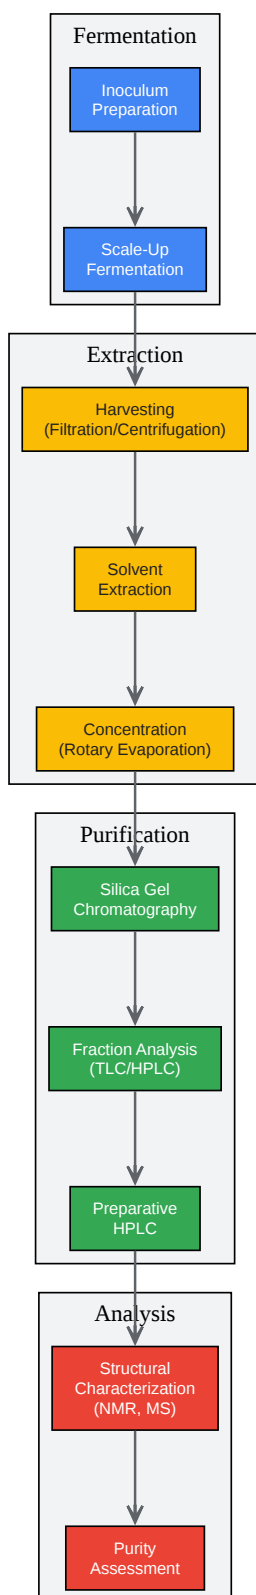 Fermentation
Inoculum
Preparation
Scale-Up
Fermentation
Extraction
Harvesting
(Filtration/Centrifugation)
Solvent
Extraction
Concentration
(Rotary Evaporation)
Purification
Silica Gel
Chromatography
Fraction Analysis
(TLC/HPLC)
Preparative
HPLC
Analysis
Structural
Characterization
(NMR, MS)
Purity
Assessment